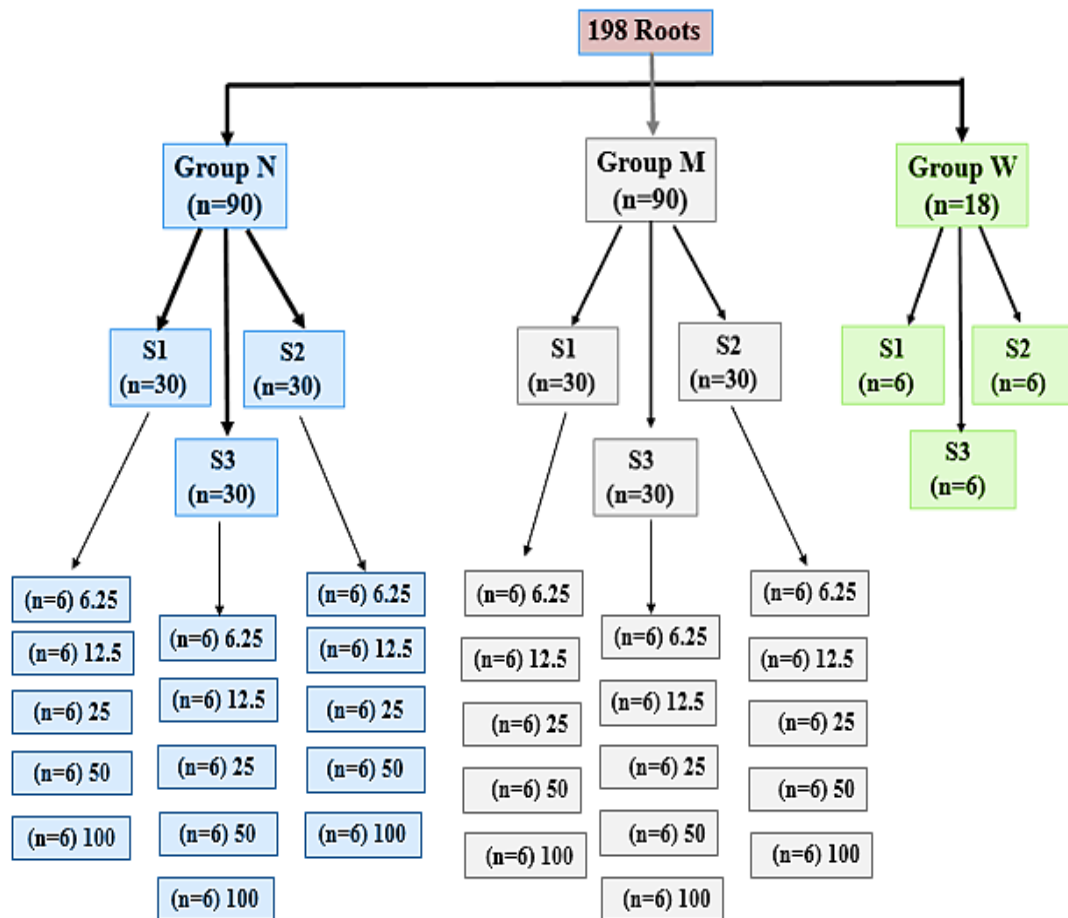 198 Roots
Group N
(n=90)
Group M
(n=90)
Group W
(n=18)
S1
(n=30)
S2
(n=30)
S3
(n=30)
S1
(n=30)
S2
(n=30)
S3
(n=30)
S1
(n=6)
S2
(n=6)
S3
(n=6)
(n=6) 6.25
(n=6) 12.5
(n=6) 25
(n=6) 50
(n=6) 100
(n=6) 6.25
(n=6) 12.5
(n=6) 25
(n=6) 50
(n=6) 100
(n=6) 6.25
(n=6) 12.5
(n=6) 25
(n=6) 50
(n=6) 100
(n=6) 6.25
(n=6) 12.5
(n=6) 25
(n=6) 50
(n=6) 100
(n=6) 6.25
(n=6) 12.5
(n=6) 25
(n=6) 50
(n=6) 100
(n=6) 6.25
(n=6) 12.5
(n=6) 25
(n=6) 50
(n=6) 100